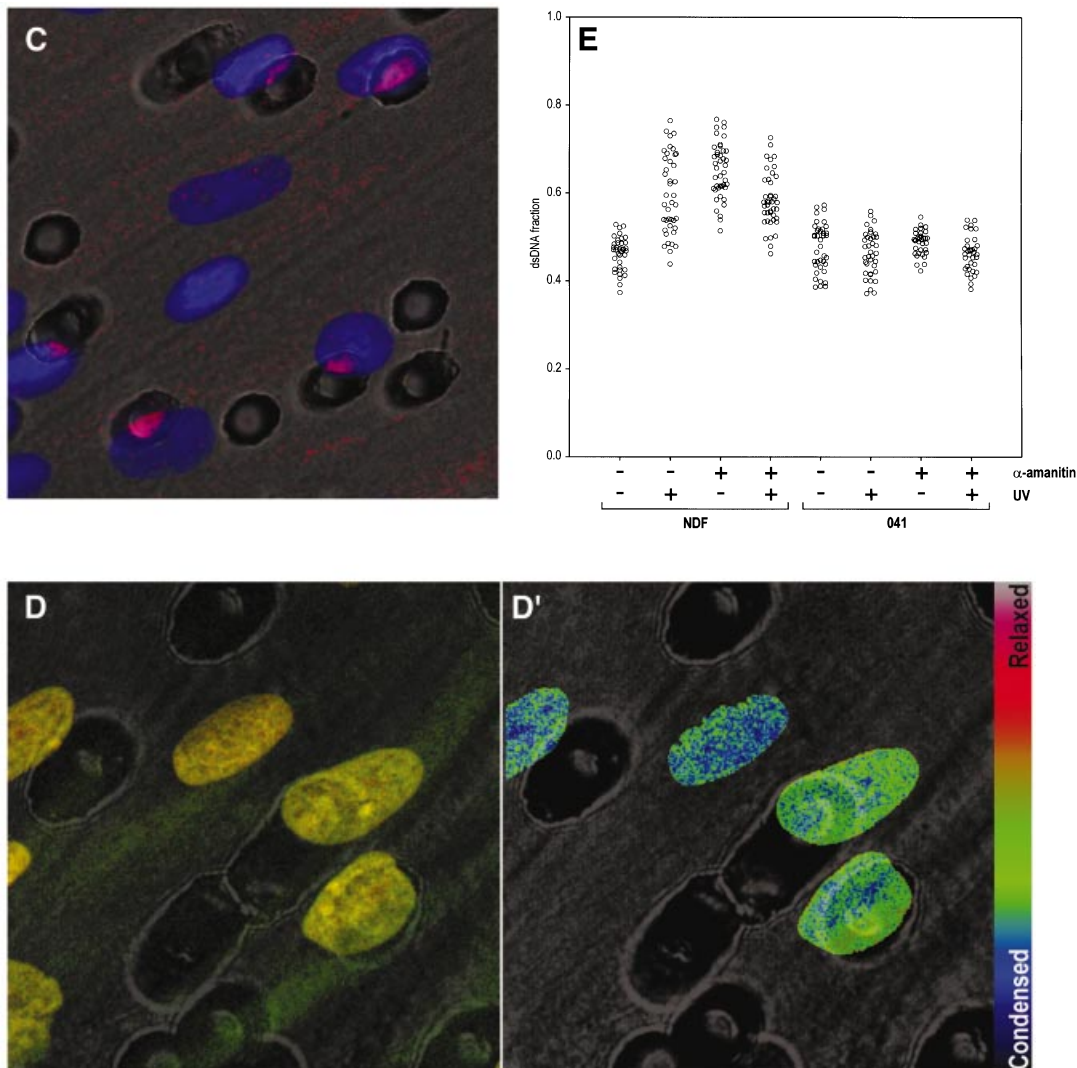 C
E
1.0
0.8
0.6
0.4
0.2
0.0
dsDNA fraction
- - + + - - + + α-amanitin
- + - + - + - + UV
NDF 041
D
D'
Relaxed
Condensed